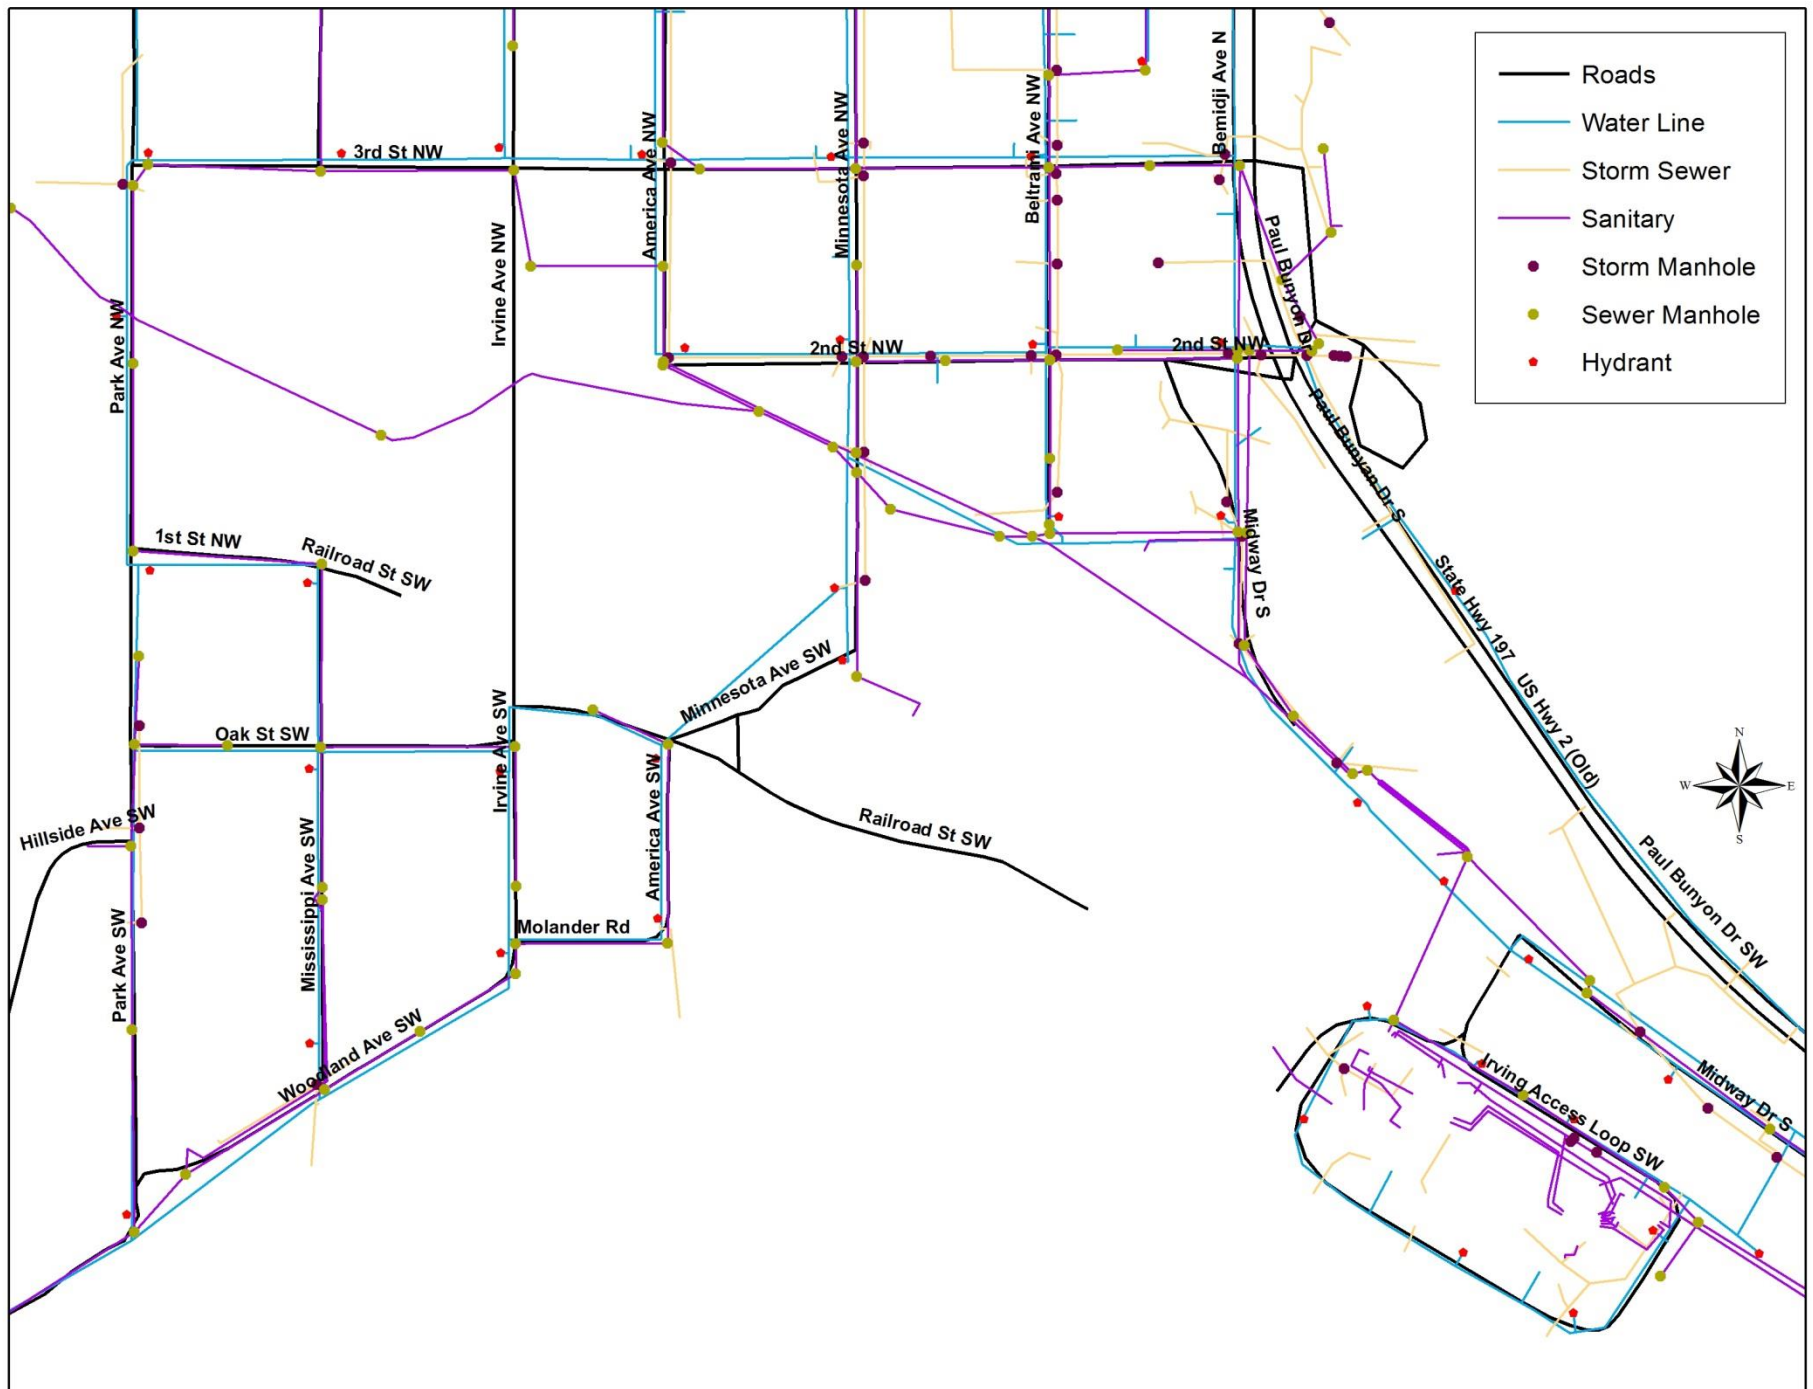 Bemidji Ave N
Roads
Beltrami Ave NW
Minnesota Ave NW
America Ave NW
Water Line
3rd St NW
Storm Sewer
Sanitary
Irvine Ave NW
Paul Bunyon Dr
Storm Manhole
Park Ave NW
Sewer Manhole
2nd St NW
2nd St NW
Hydrant
Paul Bunyan Dr S
1st St NW
Railroad St SW
Midway Dr S
State Hwy 197
US Hwy 2 (Old)
Minnesota Ave SW
Oak St SW
Irvine Ave SW
America Ave SW
N
W
E
S
Hillside Ave SW
Mississippi Ave SW
Railroad St SW
Paul Bunyon Dr SW
Park Ave SW
Molander Rd
Woodland Ave SW
Irving Access Loop SW
Midway Dr S